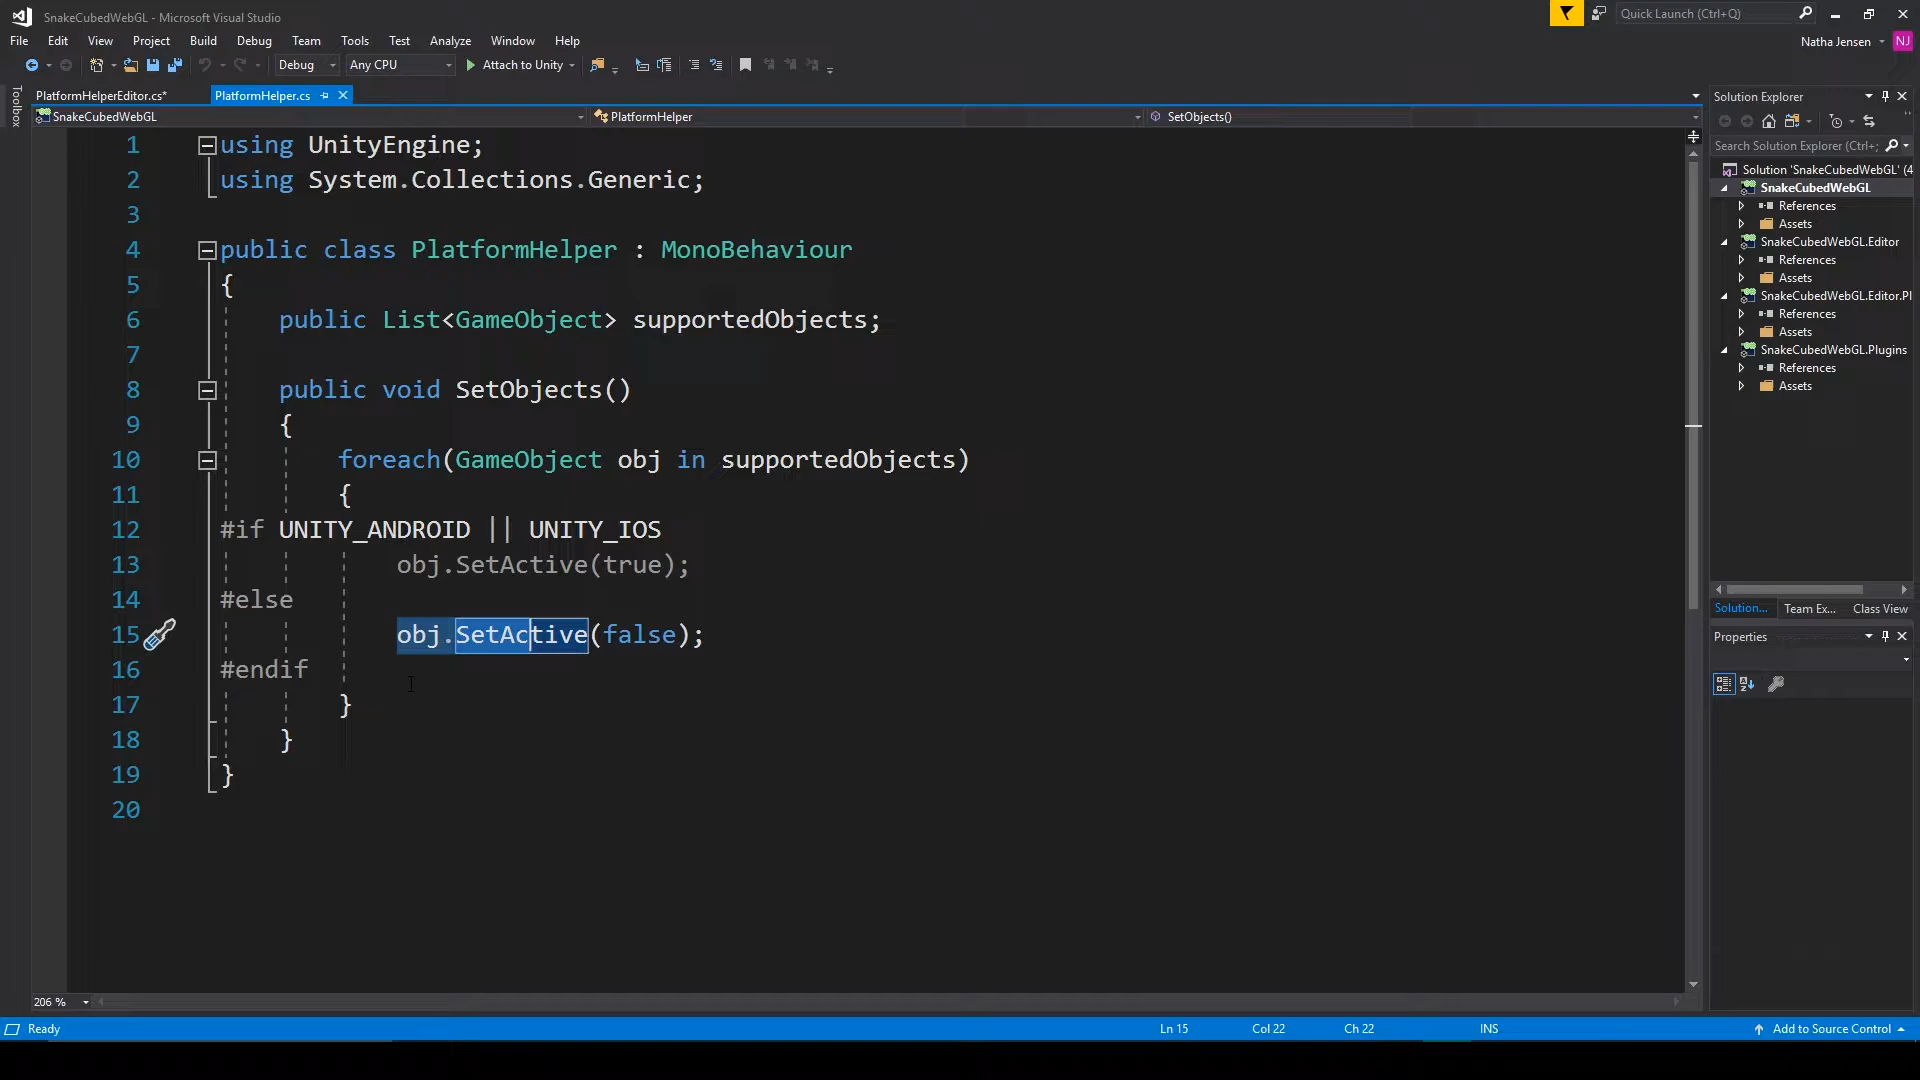 SnakeCubedWebGL - Microsoft Visual Studio
Quick Launch (Ctrl+Q)
File Edit View Project Build Debug Team Tools Test Analyze Window Help
Natha Jensen NJ
Debug Any CPU Attach to Unity
Toolbox
PlatformHelperEditor.cs* PlatformHelper.cs
SnakeCubedWebGL PlatformHelper SetObjects()
1 using UnityEngine;
2 using System.Collections.Generic;
3
4 public class PlatformHelper : MonoBehaviour
5 {
6 public List<GameObject> supportedObjects;
7
8 public void SetObjects()
9 {
10 foreach(GameObject obj in supportedObjects)
11 {
12 #if UNITY_ANDROID || UNITY_IOS
13 obj.SetActive(true);
14 #else
15 obj.SetActive(false);
16 #endif
17 }
18 }
19 }
20
206 %
Solution Explorer
Search Solution Explorer (Ctrl+;
Solution 'SnakeCubedWebGL' (4
SnakeCubedWebGL
References
Assets
SnakeCubedWebGL.Editor
References
Assets
SnakeCubedWebGL.Editor.Pl
References
Assets
SnakeCubedWebGL.Plugins
References
Assets
Solution... Team Ex... Class View
Properties
Ready Ln 15 Col 22 Ch 22 INS Add to Source Control